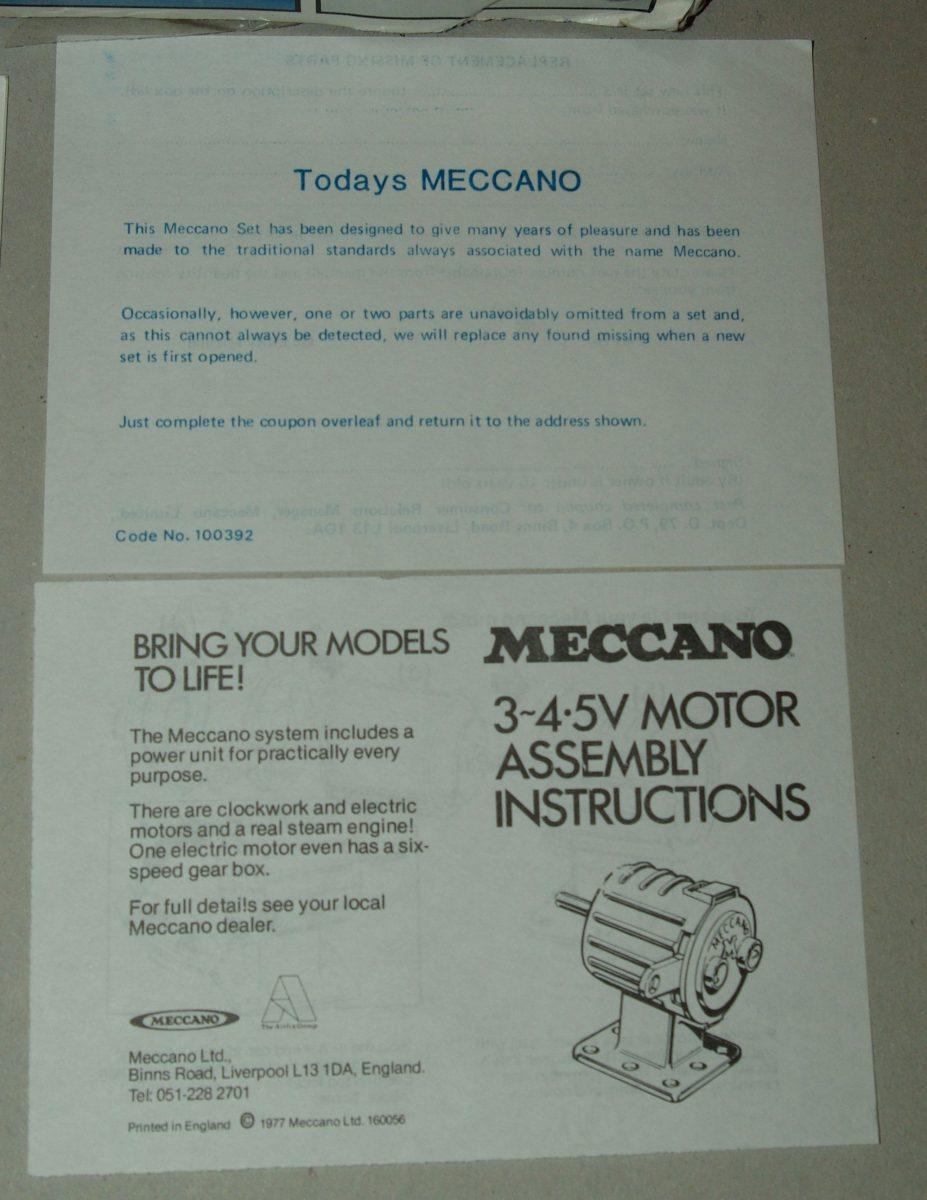 Todays MECCANO
This Meccano Set has been designed to give many years of pleasure and has been
made to the traditional standards always associated with the name Meccano.
Occasionally, however, one or two parts are unavoidably omitted from a set and,
as this cannot always be detected, we will replace any found missing when a new
set is first opened.
Just complete the coupon overleaf and return it to the address shown.
Code No. 100392
BRING YOUR MODELS
TO LIFE!
The Meccano system includes a
power unit for practically every
purpose.
There are clockwork and electric
motors and a real steam engine!
One electric motor even has a six-
speed gear box.
For full details see your local
Meccano dealer.
MECCANO
The Airfix Group
Meccano Ltd.,
Binns Road, Liverpool L13 1DA, England.
Tel: 051-228 2701
Printed in England © 1977 Meccano Ltd. 160056
MECCANO
3~4·5V MOTOR
ASSEMBLY
INSTRUCTIONS
MECCANO